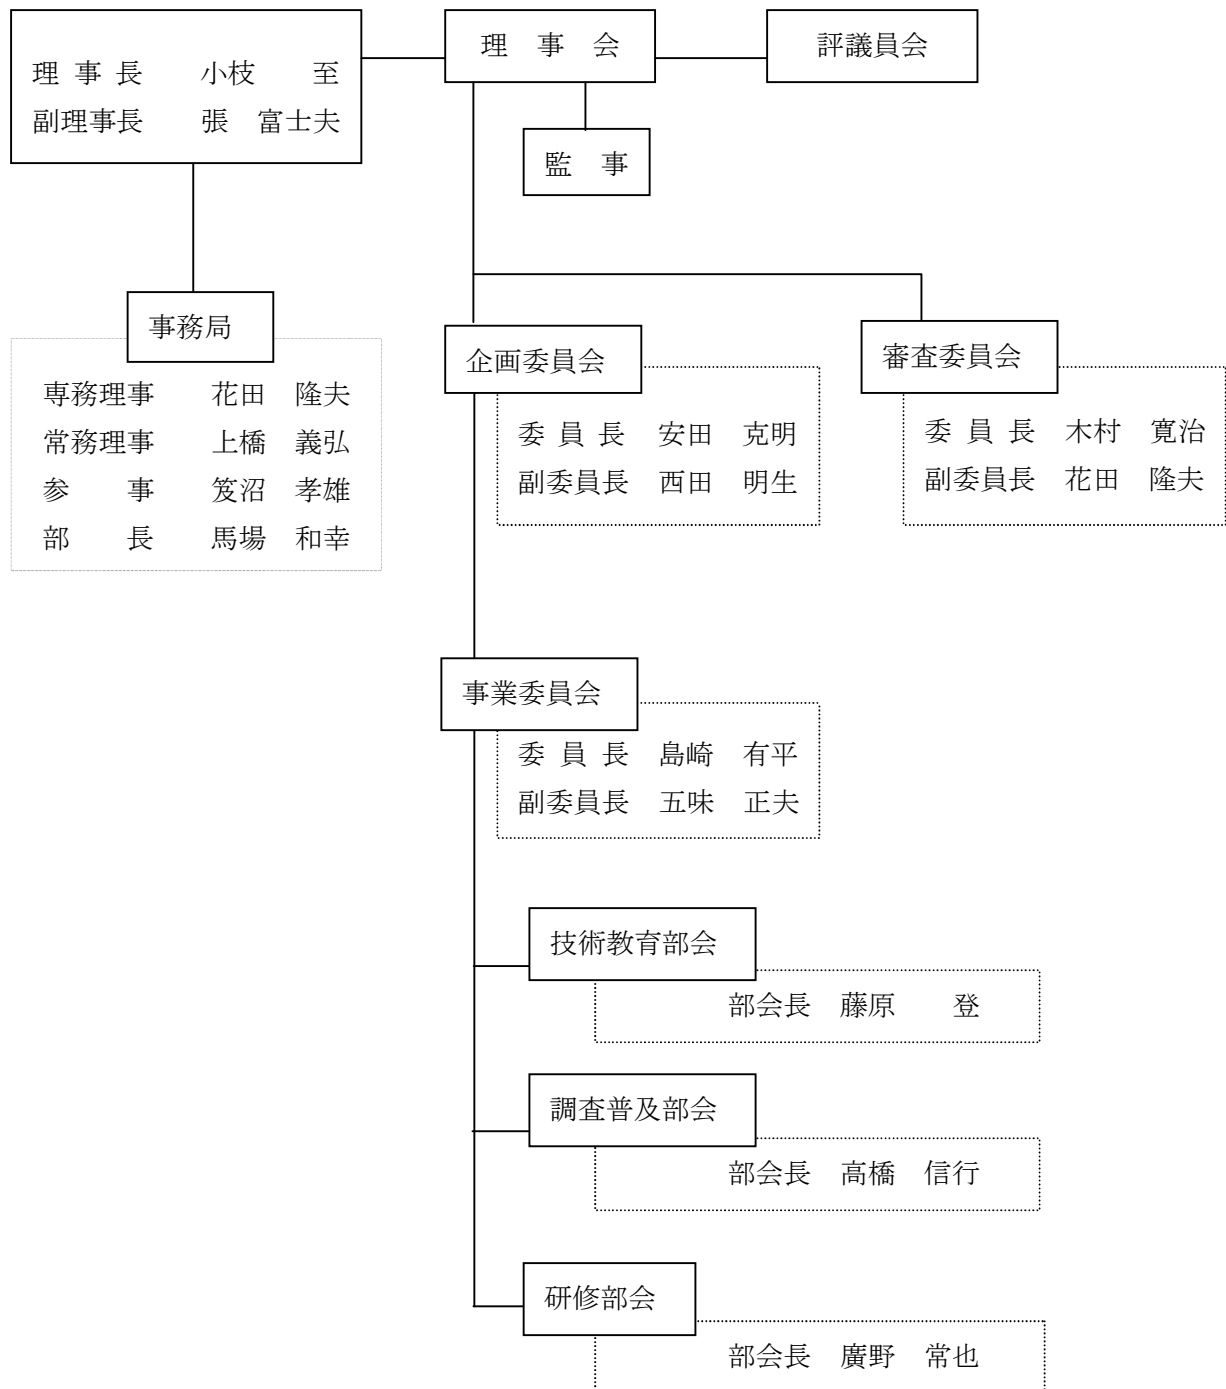 理事会
評議員会
理事長 小枝 至
副理事長 張 富士夫
監事
事務局
専務理事 花田 隆夫
常務理事 上橋 義弘
参事 笈沼 孝雄
部長 馬場 和幸
企画委員会
委員長 安田 克明
副委員長 西田 明生
審査委員会
委員長 木村 寛治
副委員長 花田 隆夫
事業委員会
委員長 島崎 有平
副委員長 五味 正夫
技術教育部会
部会長 藤原 登
調査普及部会
部会長 高橋 信行
研修部会
部会長 廣野 常也